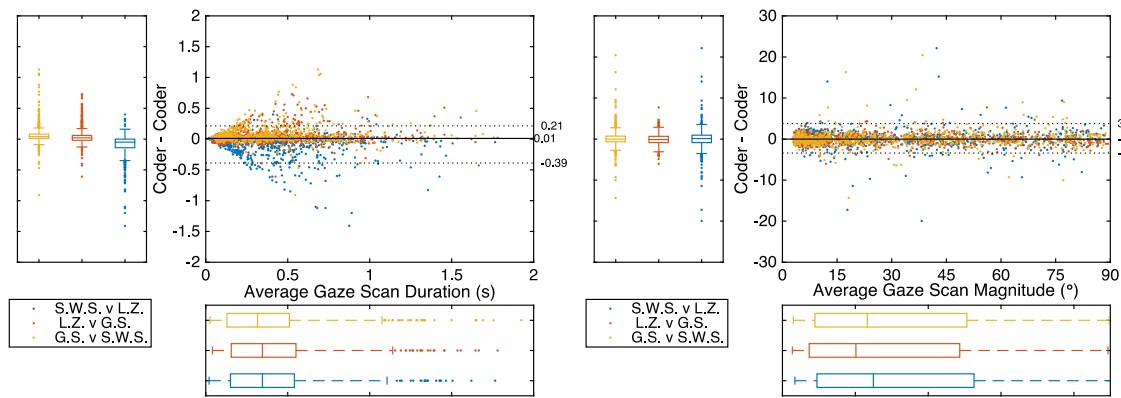 2
1.5
1
0.5
0
-0.5
-1
-1.5
-2
Coder - Coder
0.21
0.01
-0.39
0 0.5 1 1.5 2
Average Gaze Scan Duration (s)
S.W.S. v L.Z.
L.Z. v G.S.
G.S. v S.W.S.
30
20
10
0
-10
-20
-30
Coder - Coder
0 15 30 45 60 75 90
Average Gaze Scan Magnitude (°)
S.W.S. v L.Z.
L.Z. v G.S.
G.S. v S.W.S.